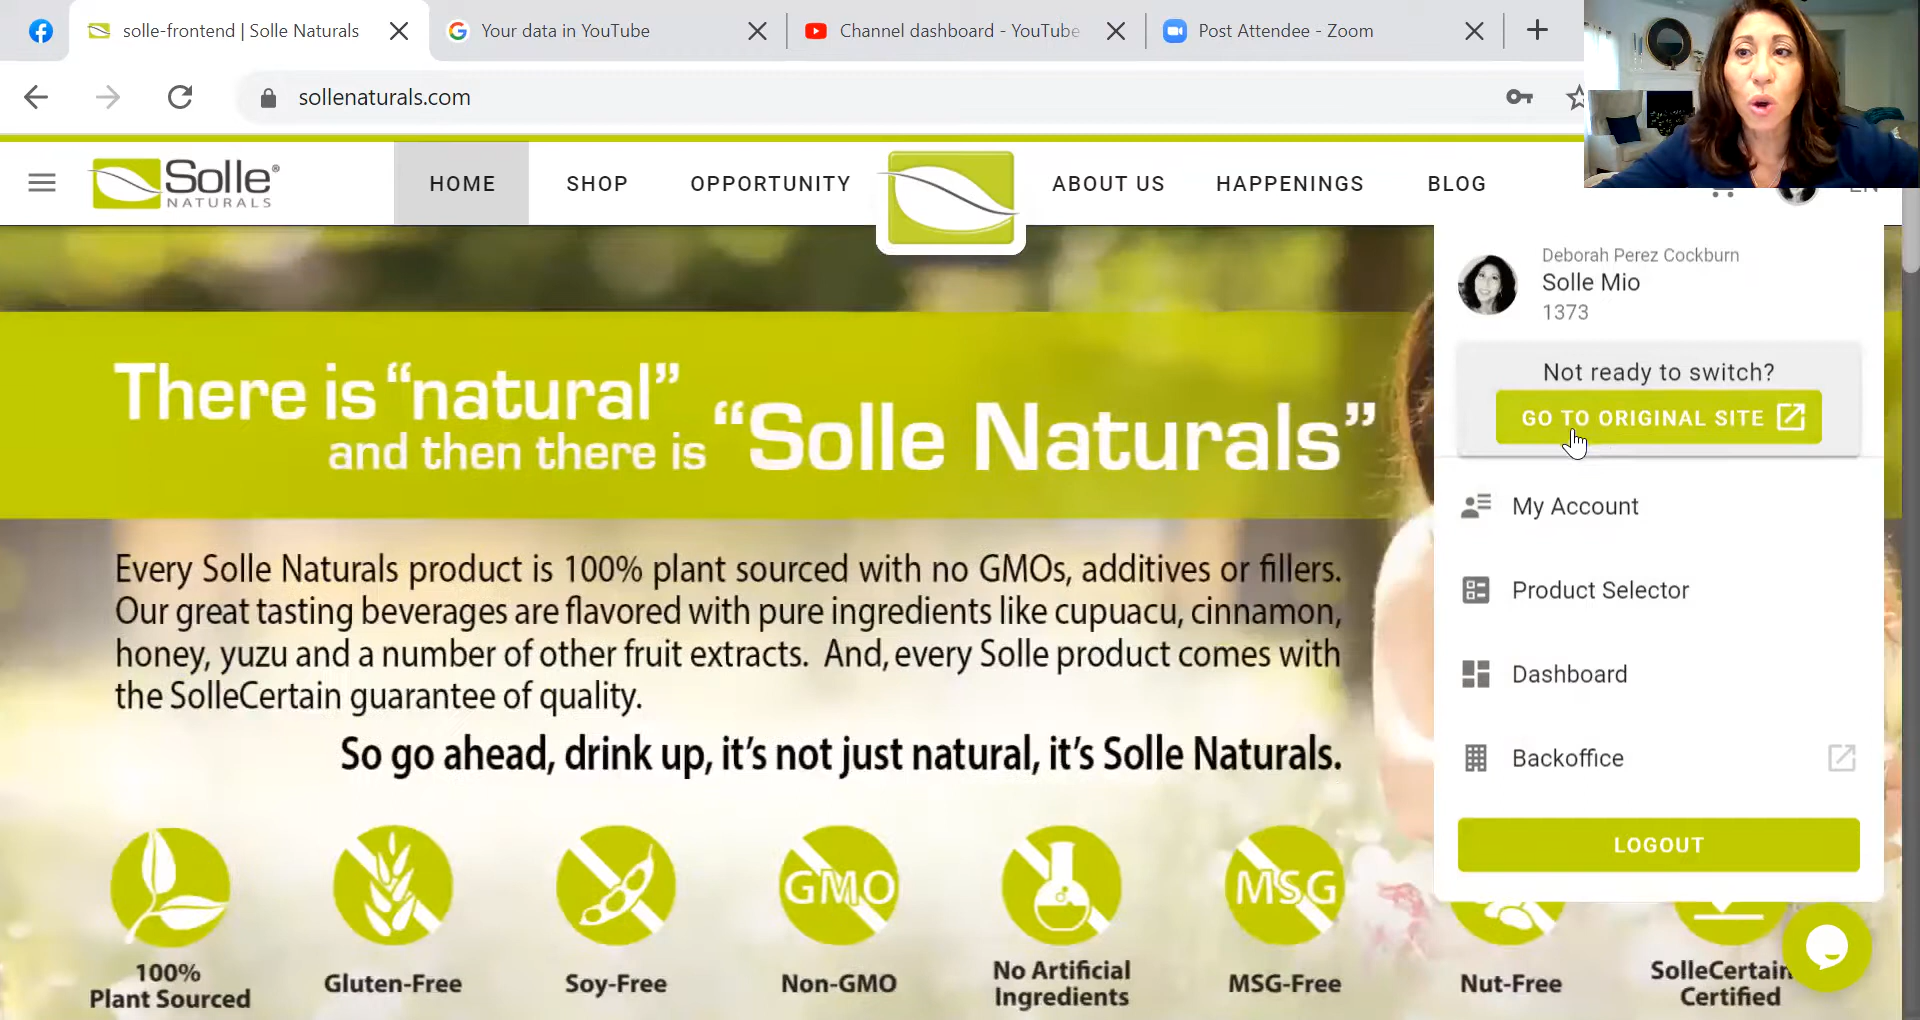 solle-frontend | Solle Naturals
Your data in YouTube
Channel dashboard - YouTube
Post Attendee - Zoom
sollenaturals.com
Solle®
NATURALS
HOME
SHOP
OPPORTUNITY
ABOUT US
HAPPENINGS
BLOG
Deborah Perez Cockburn
Solle Mio
1373
Not ready to switch?
GO TO ORIGINAL SITE
My Account
Product Selector
Dashboard
Backoffice
LOGOUT
There is “natural”
and then there is “Solle Naturals”
Every Solle Naturals product is 100% plant sourced with no GMOs, additives or fillers.
Our great tasting beverages are flavored with pure ingredients like cupuacu, cinnamon,
honey, yuzu and a number of other fruit extracts. And, every Solle product comes with
the SolleCertain guarantee of quality.
So go ahead, drink up, it’s not just natural, it’s Solle Naturals.
GMO
MSG
100%
Plant Sourced
Gluten-Free
Soy-Free
Non-GMO
No Artificial
Ingredients
MSG-Free
Nut-Free
SolleCertain
Certified